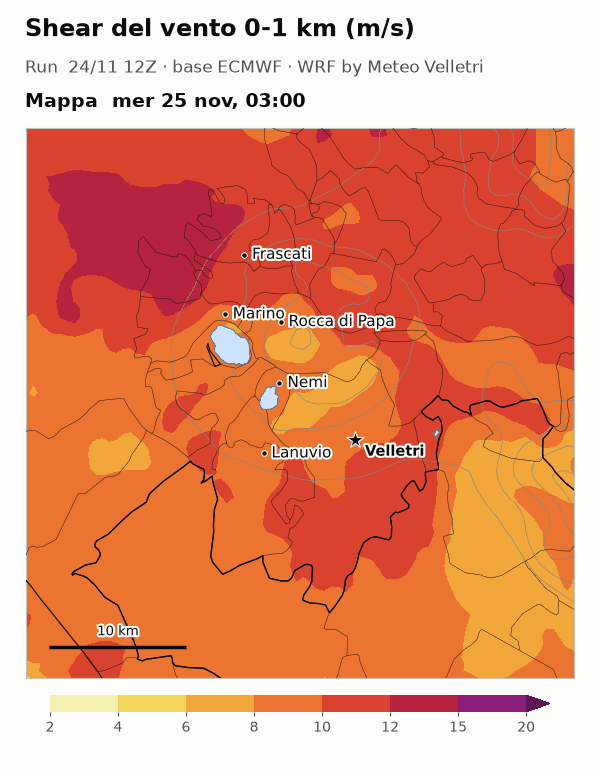 Shear del vento 0-1 km (m/s)
Run  24/11 12Z · base ECMWF · WRF by Meteo Velletri
Mappa  mer 25 nov, 03:00
Frascati
Marino
Rocca di Papa
Nemi
Velletri
Lanuvio
10 km
2 4 6 8 10 12 15 20